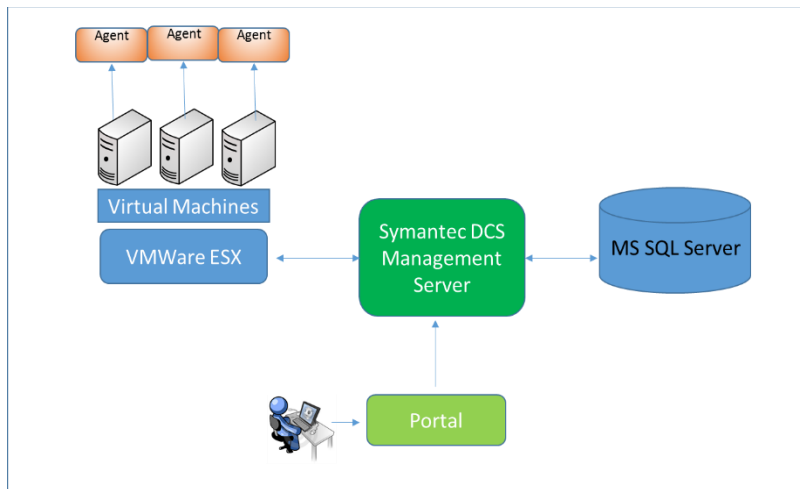 Agent
Agent
Agent
Virtual Machines
VMWare ESX
Symantec DCS
Management
Server
MS SQL Server
Portal